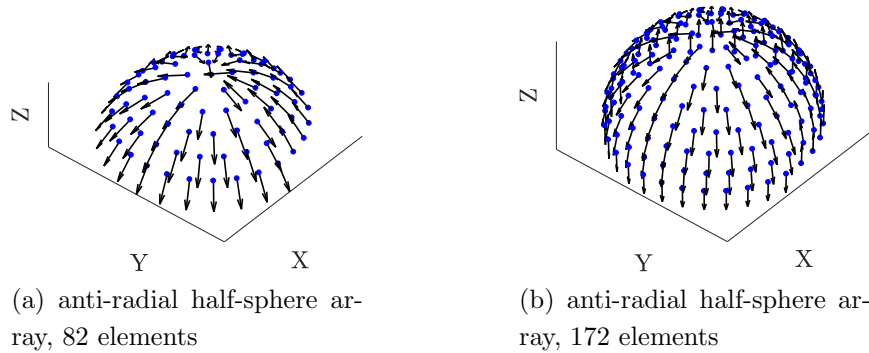 Z
Y
X
(a) anti-radial half-sphere ar-
ray, 82 elements
Z
Y
X
(b) anti-radial half-sphere ar-
ray, 172 elements